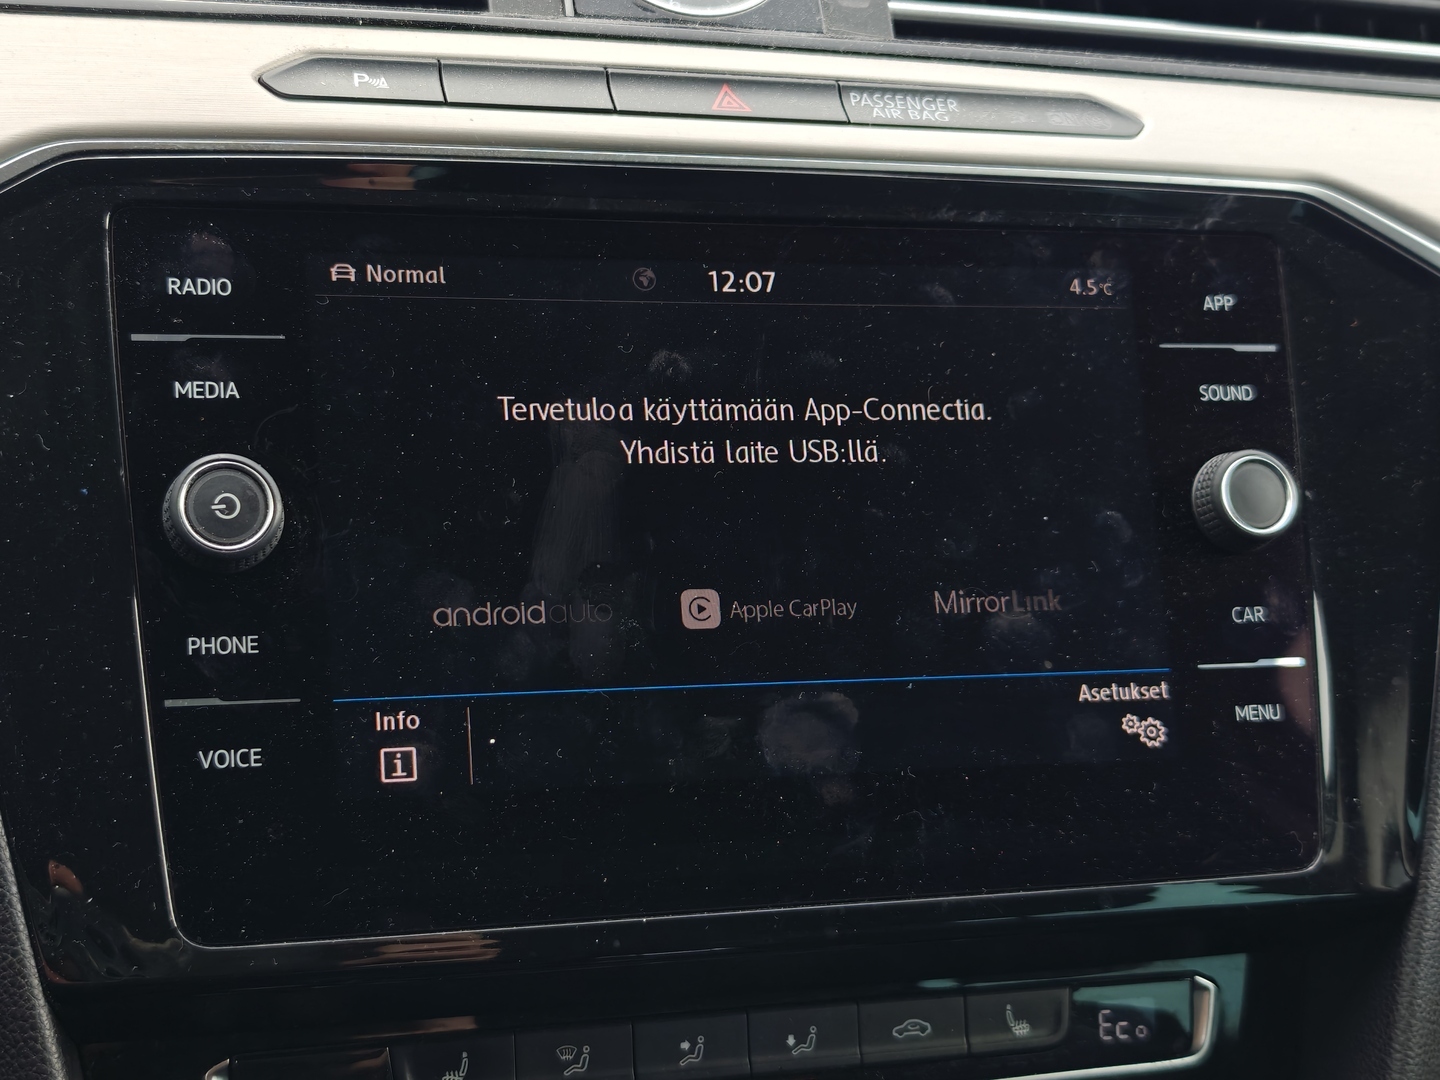 P
PASSENGER
AIR BAG
RADIO
MEDIA
PHONE
VOICE
Normal
12:07
4.5°C
Tervetuloa käyttämään App-Connectia.
Yhdistä laite USB:llä.
androidauto
Apple CarPlay
MirrorLink
Info
i
Asetukset
APP
SOUND
CAR
MENU
Eco